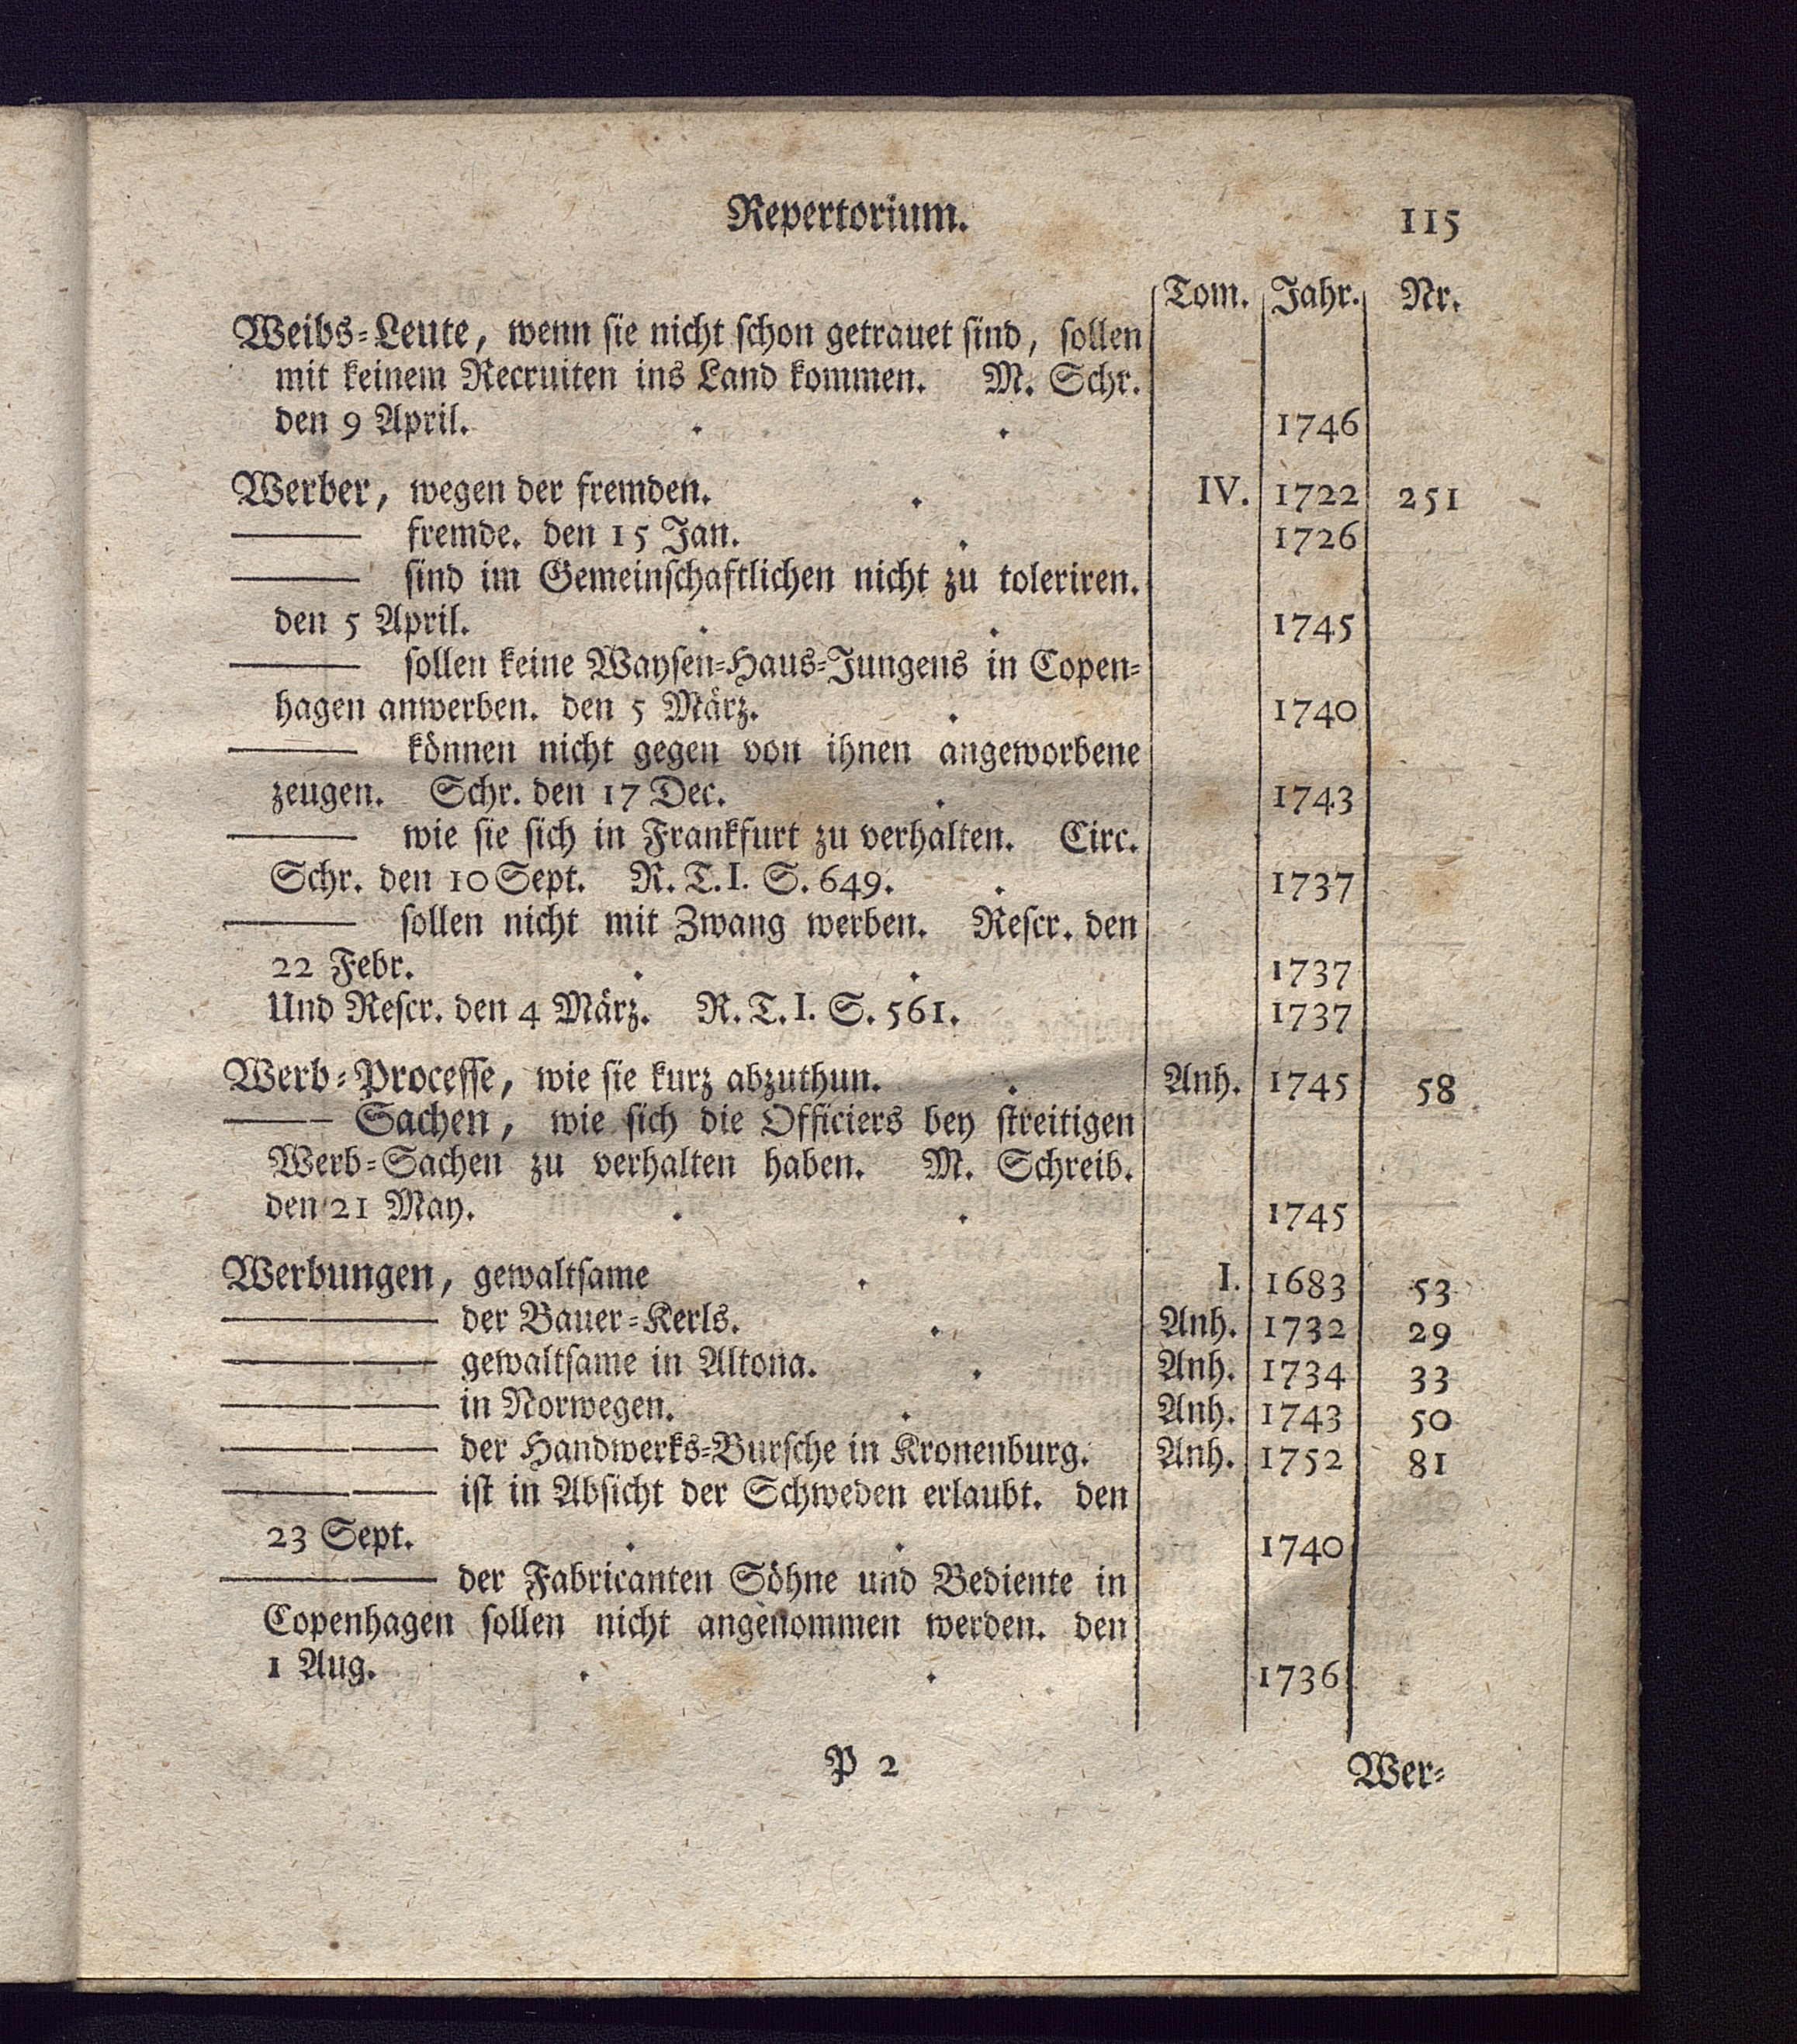 Repertorium. 115
Tom. Jahr. Nr.
Weibs-Leute, wenn sie nicht schon getrauet sind, sollen
mit keinem Recruiten ins Land kommen. M. Schr.
den 9 April. . . 1746
Werber, wegen der fremden. . IV. 1722 251
—— fremde. den 15 Jan. . 1726
—— sind im Gemeinschaftlichen nicht zu toleriren.
den 5 April. . . 1745
—— sollen keine Waysen-Haus-Jungens in Copen-
hagen anwerben. den 5 März. . 1740
—— können nicht gegen von ihnen angeworbene
zeugen. Schr. den 17 Dec. . 1743
—— wie sie sich in Frankfurt zu verhalten. Circ.
Schr. den 10 Sept. R. T. I. S. 649. . 1737
—— sollen nicht mit Zwang werben. Rescr. den
22 Febr. . . 1737
Und Rescr. den 4 März. R. T. I. S. 561. 1737
Werb-Processe, wie sie kurz abzuthun. . Anh. 1745 58
—— Sachen, wie sich die Officiers bey streitigen
Werb-Sachen zu verhalten haben. M. Schreib.
den 21 May. . . 1745
Werbungen, gewaltsame . I. 1683 53
—— —— der Bauer-Kerls. . Anh. 1732 29
—— —— gewaltsame in Altona. . Anh. 1734 33
—— —— in Norwegen. . Anh. 1743 50
—— —— der Handwerks-Bursche in Kronenburg. Anh. 1752 81
—— —— ist in Absicht der Schweden erlaubt. den
23 Sept. . . 1740
—— —— der Fabricanten Söhne und Bediente in
Copenhagen sollen nicht angenommen werden. den
1 Aug. . . 1736
P 2 Wer-